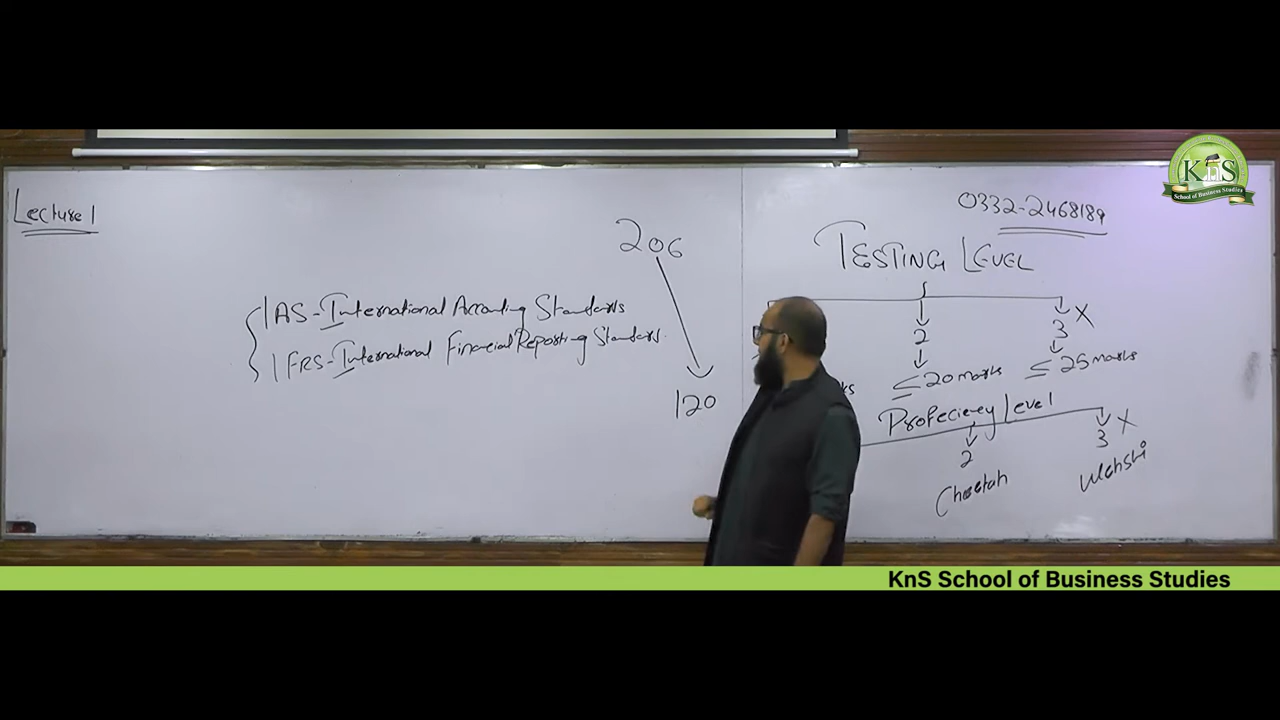 Lecture 1
IAS-International Accounting Standards
IFRS-International Financial Reporting Standards.
206
120
0332-2468189
TESTING LEVEL
2
3 X
≤ 20 marks
≤ 25 marks
Profeciency Level
2
3 X
Cheetah
Wehshi
KnS
School of Business Studies
KnS School of Business Studies